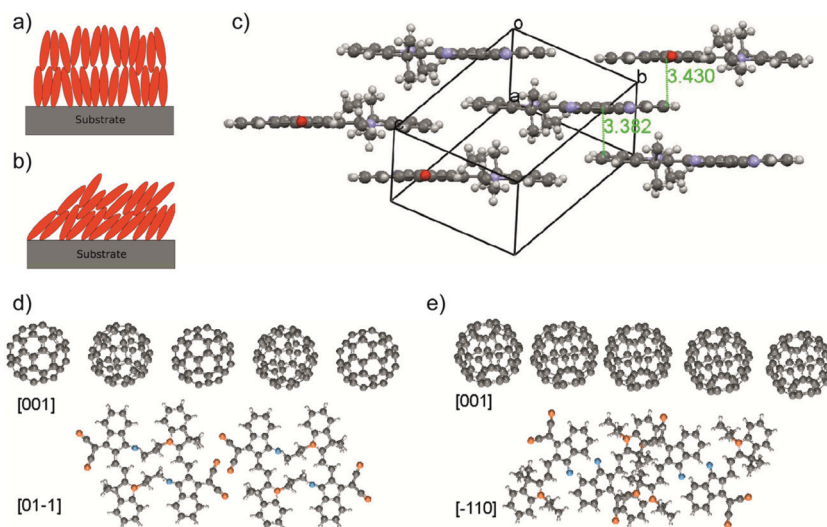 a)
Substrate
b)
Substrate
c)
o
b
a
c
3.430
3.382
d)
[001]
[01-1]
e)
[001]
[-110]